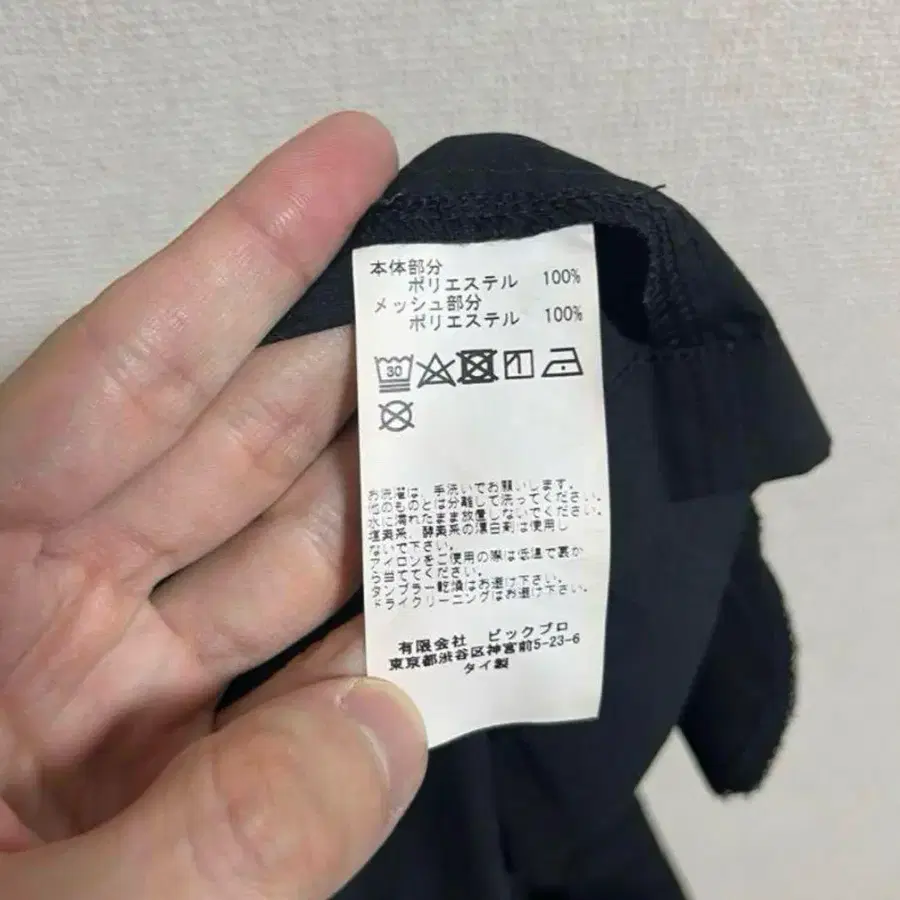 本体部分
ポリエステル 100%
メッシュ部分
ポリエステル 100%
30
お洗濯は、手洗いでお願いします。
他のものとは分離して洗ってください。
水に濡れたまま放置しないでください。
塩素系、酵素系の漂白剤は使用し
ないで下さい。
アイロンをご使用の際は低温で裏か
ら当ててください。
タンブラー乾燥はお避け下さい。
ドライクリーニングはお避け下さい。
有限会社 ビックブロ
東京都渋谷区神宮前5-23-6
タイ製